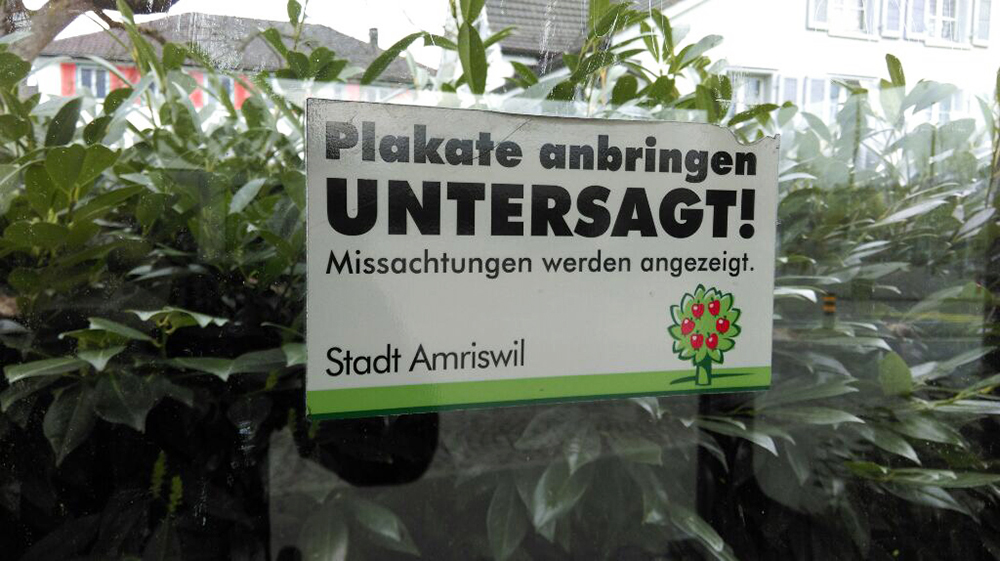 Plakate anbringen
UNTERSAGT!
Missachtungen werden angezeigt.
Stadt Amriswil